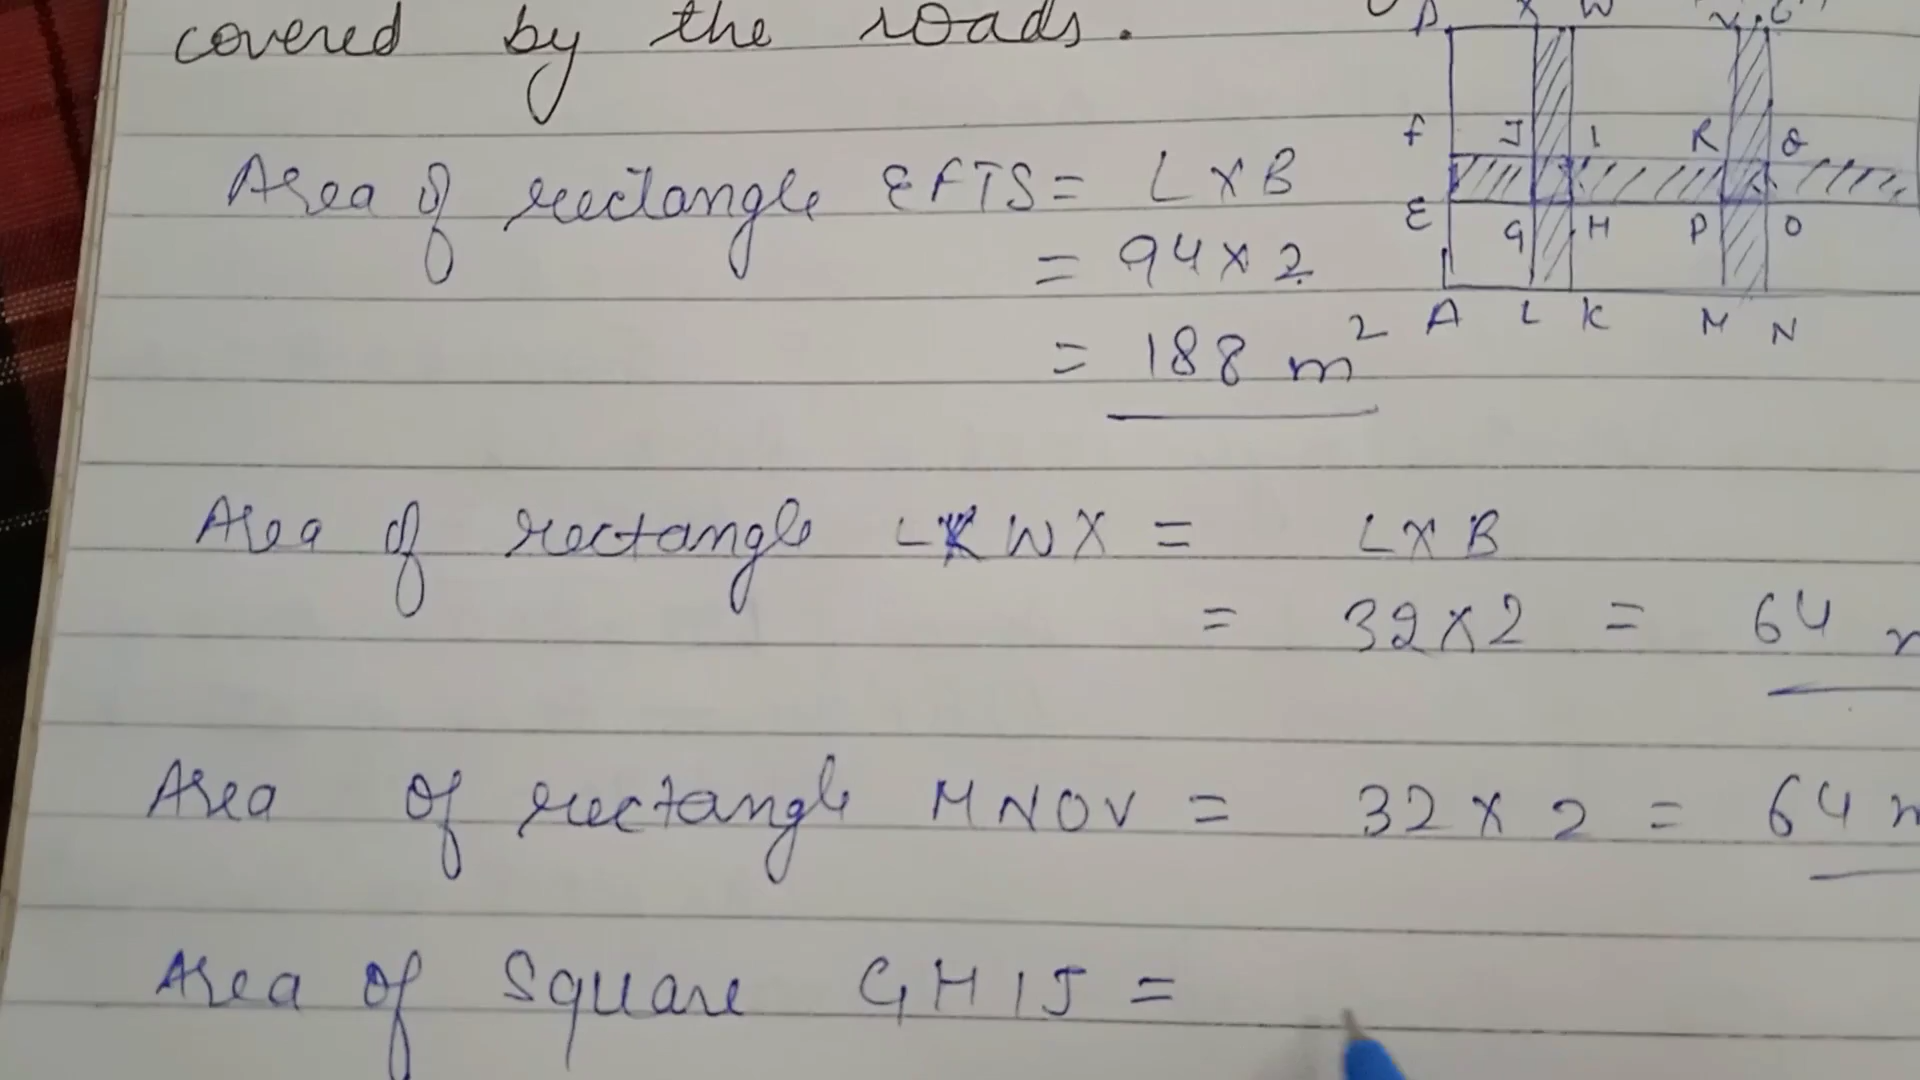 covered by the roads.
Area of rectangle EFTS = L x B
= 94 x 2
= 188 m²
Area of rectangle LKWX = L x B
= 32 x 2 = 64
Area of rectangle MNOV = 32 x 2 = 64
Area of Square GHIJ =
D X W V
F J I R Q
E G H P O
A L K M N